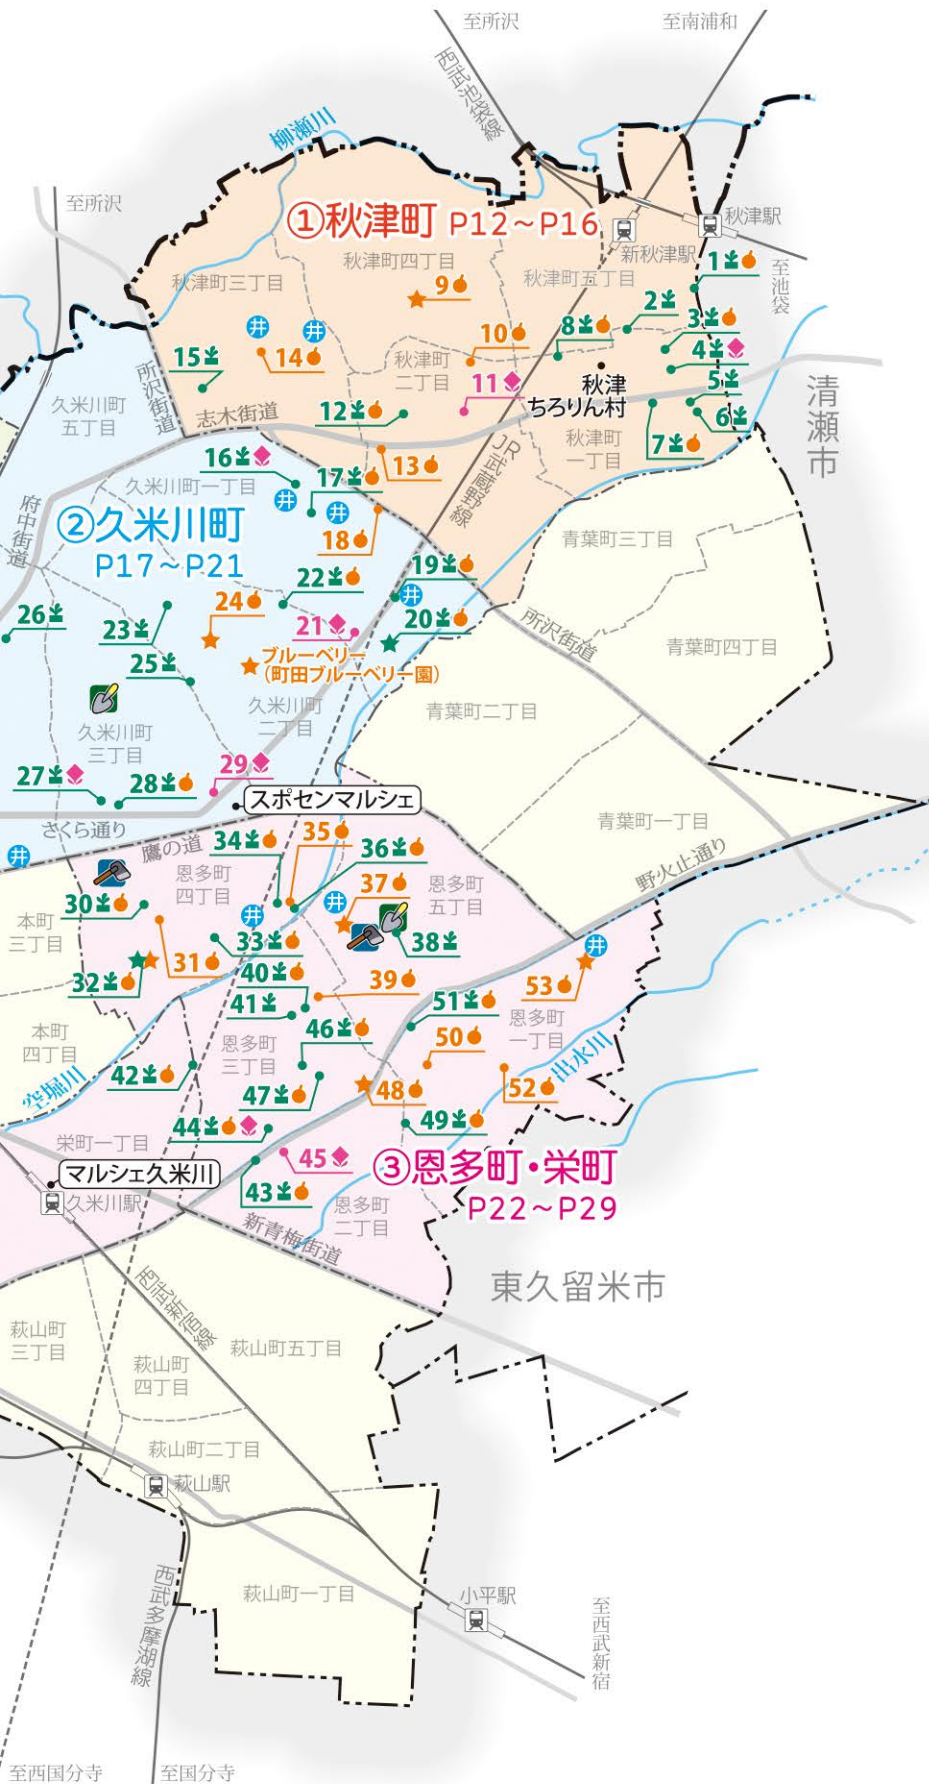 至所沢
至南浦和
西武池袋線
柳瀬川
至所沢
①秋津町 P12～P16
秋津駅
新秋津駅
秋津町四丁目
秋津町三丁目
秋津町五丁目
至池袋
1
9
2
3
8
10
14
15
4
秋津町
二丁目
11
秋津
ちろりん村
5
6
所沢街道
久米川町
五丁目
志木街道
12
秋津町
一丁目
7
清瀬市
13
JR武蔵野線
16
17
久米川町一丁目
府中街道
②久米川町
P17～P21
18
青葉町三丁目
19
22
24
20
26
23
21
所沢街道
青葉町四丁目
25
ブルーベリー
(町田ブルーベリー園)
久米川町
三丁目
久米川町
二丁目
青葉町二丁目
27
28
29
スポセンマルシェ
さくら通り
青葉町一丁目
鷹の道
34
35
36
野火止通り
恩多町
四丁目
37
恩多町
五丁目
30
本町
三丁目
33
38
31
32
40
39
53
41
51
恩多町
一丁目
46
50
本町
四丁目
恩多町
三丁目
出水川
42
空堀川
47
48
52
44
49
栄町一丁目
45
③恩多町・栄町
P22～P29
マルシェ久米川
久米川駅
43
恩多町
二丁目
新青梅街道
東久留米市
西武新宿線
萩山町
三丁目
萩山町五丁目
萩山町
四丁目
萩山町二丁目
萩山駅
萩山町一丁目
小平駅
西武多摩湖線
至西武新宿
至西国分寺
至国分寺
井
井
井
井
井
井
井
井
井